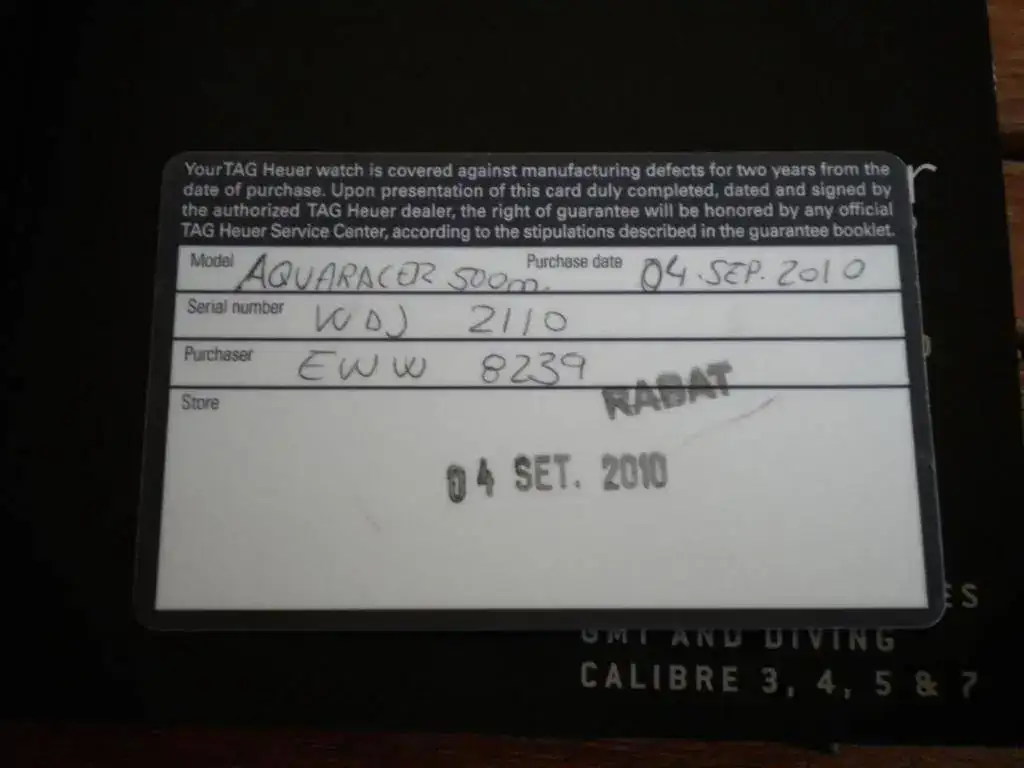 Your TAG Heuer watch is covered against manufacturing defects for two years from the
date of purchase. Upon presentation of this card duly completed, dated and signed by
the authorized TAG Heuer dealer, the right of guarantee will be honored by any official
TAG Heuer Service Center, according to the stipulations described in the guarantee booklet.
Model AQUARACER 500m. Purchase date 04. SEP. 2010
Serial number WDJ 2110
Purchaser EWW 8239
Store
RABAT
04 SET. 2010
GMT AND DIVING
CALIBRE 3, 4, 5 & 7